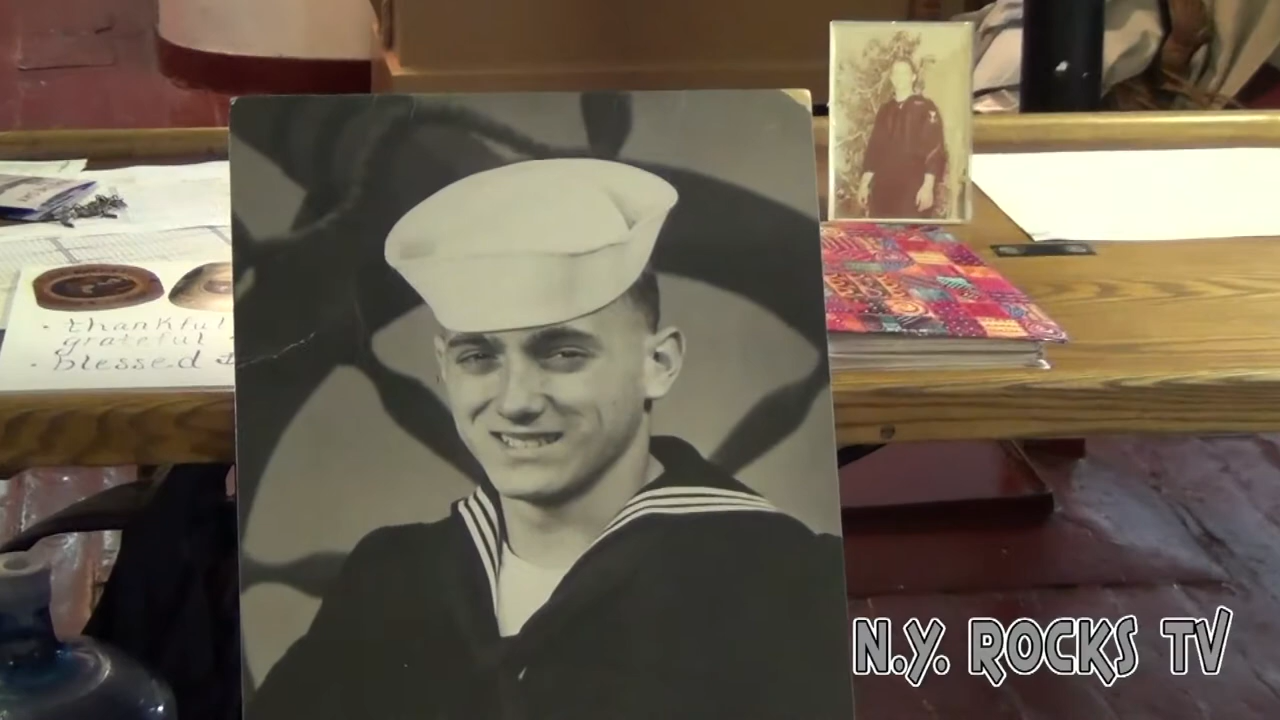 · thankful
grateful
· blessed &
N.Y. ROCKS TV